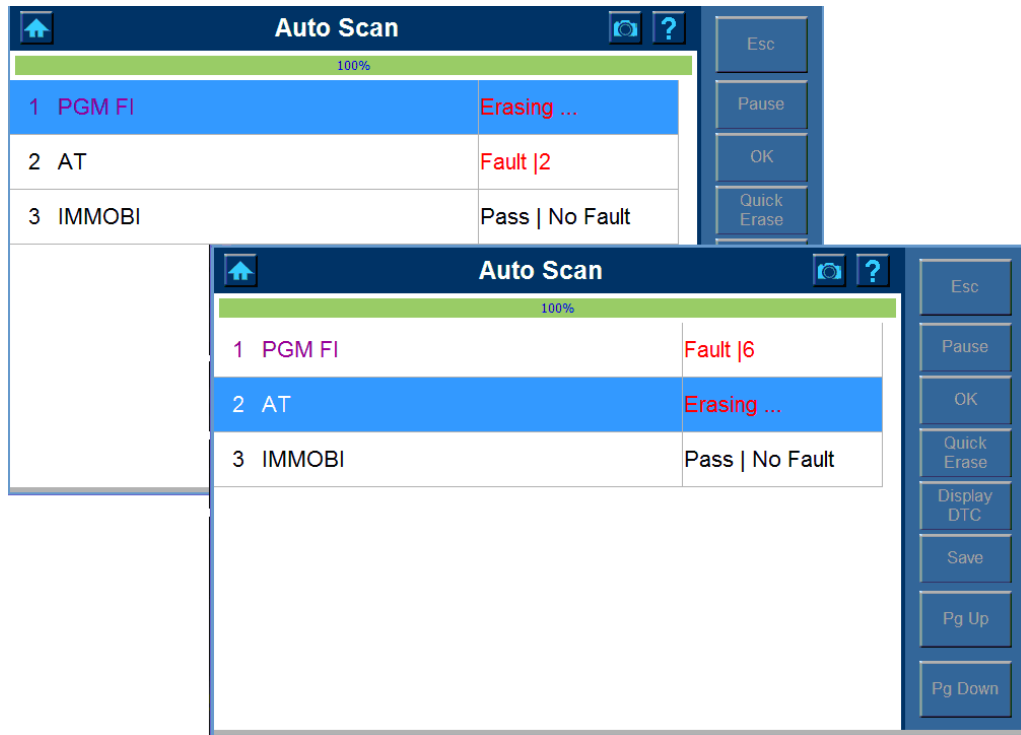 Auto Scan
?
Esc
100%
1 PGM FI Erasing ...
Pause
2 AT Fault |2
OK
3 IMMOBI Pass | No Fault
Quick
Erase
Auto Scan
?
Esc
100%
1 PGM FI Fault |6
Pause
2 AT Erasing ...
OK
3 IMMOBI Pass | No Fault
Quick
Erase
Display
DTC
Save
Pg Up
Pg Down